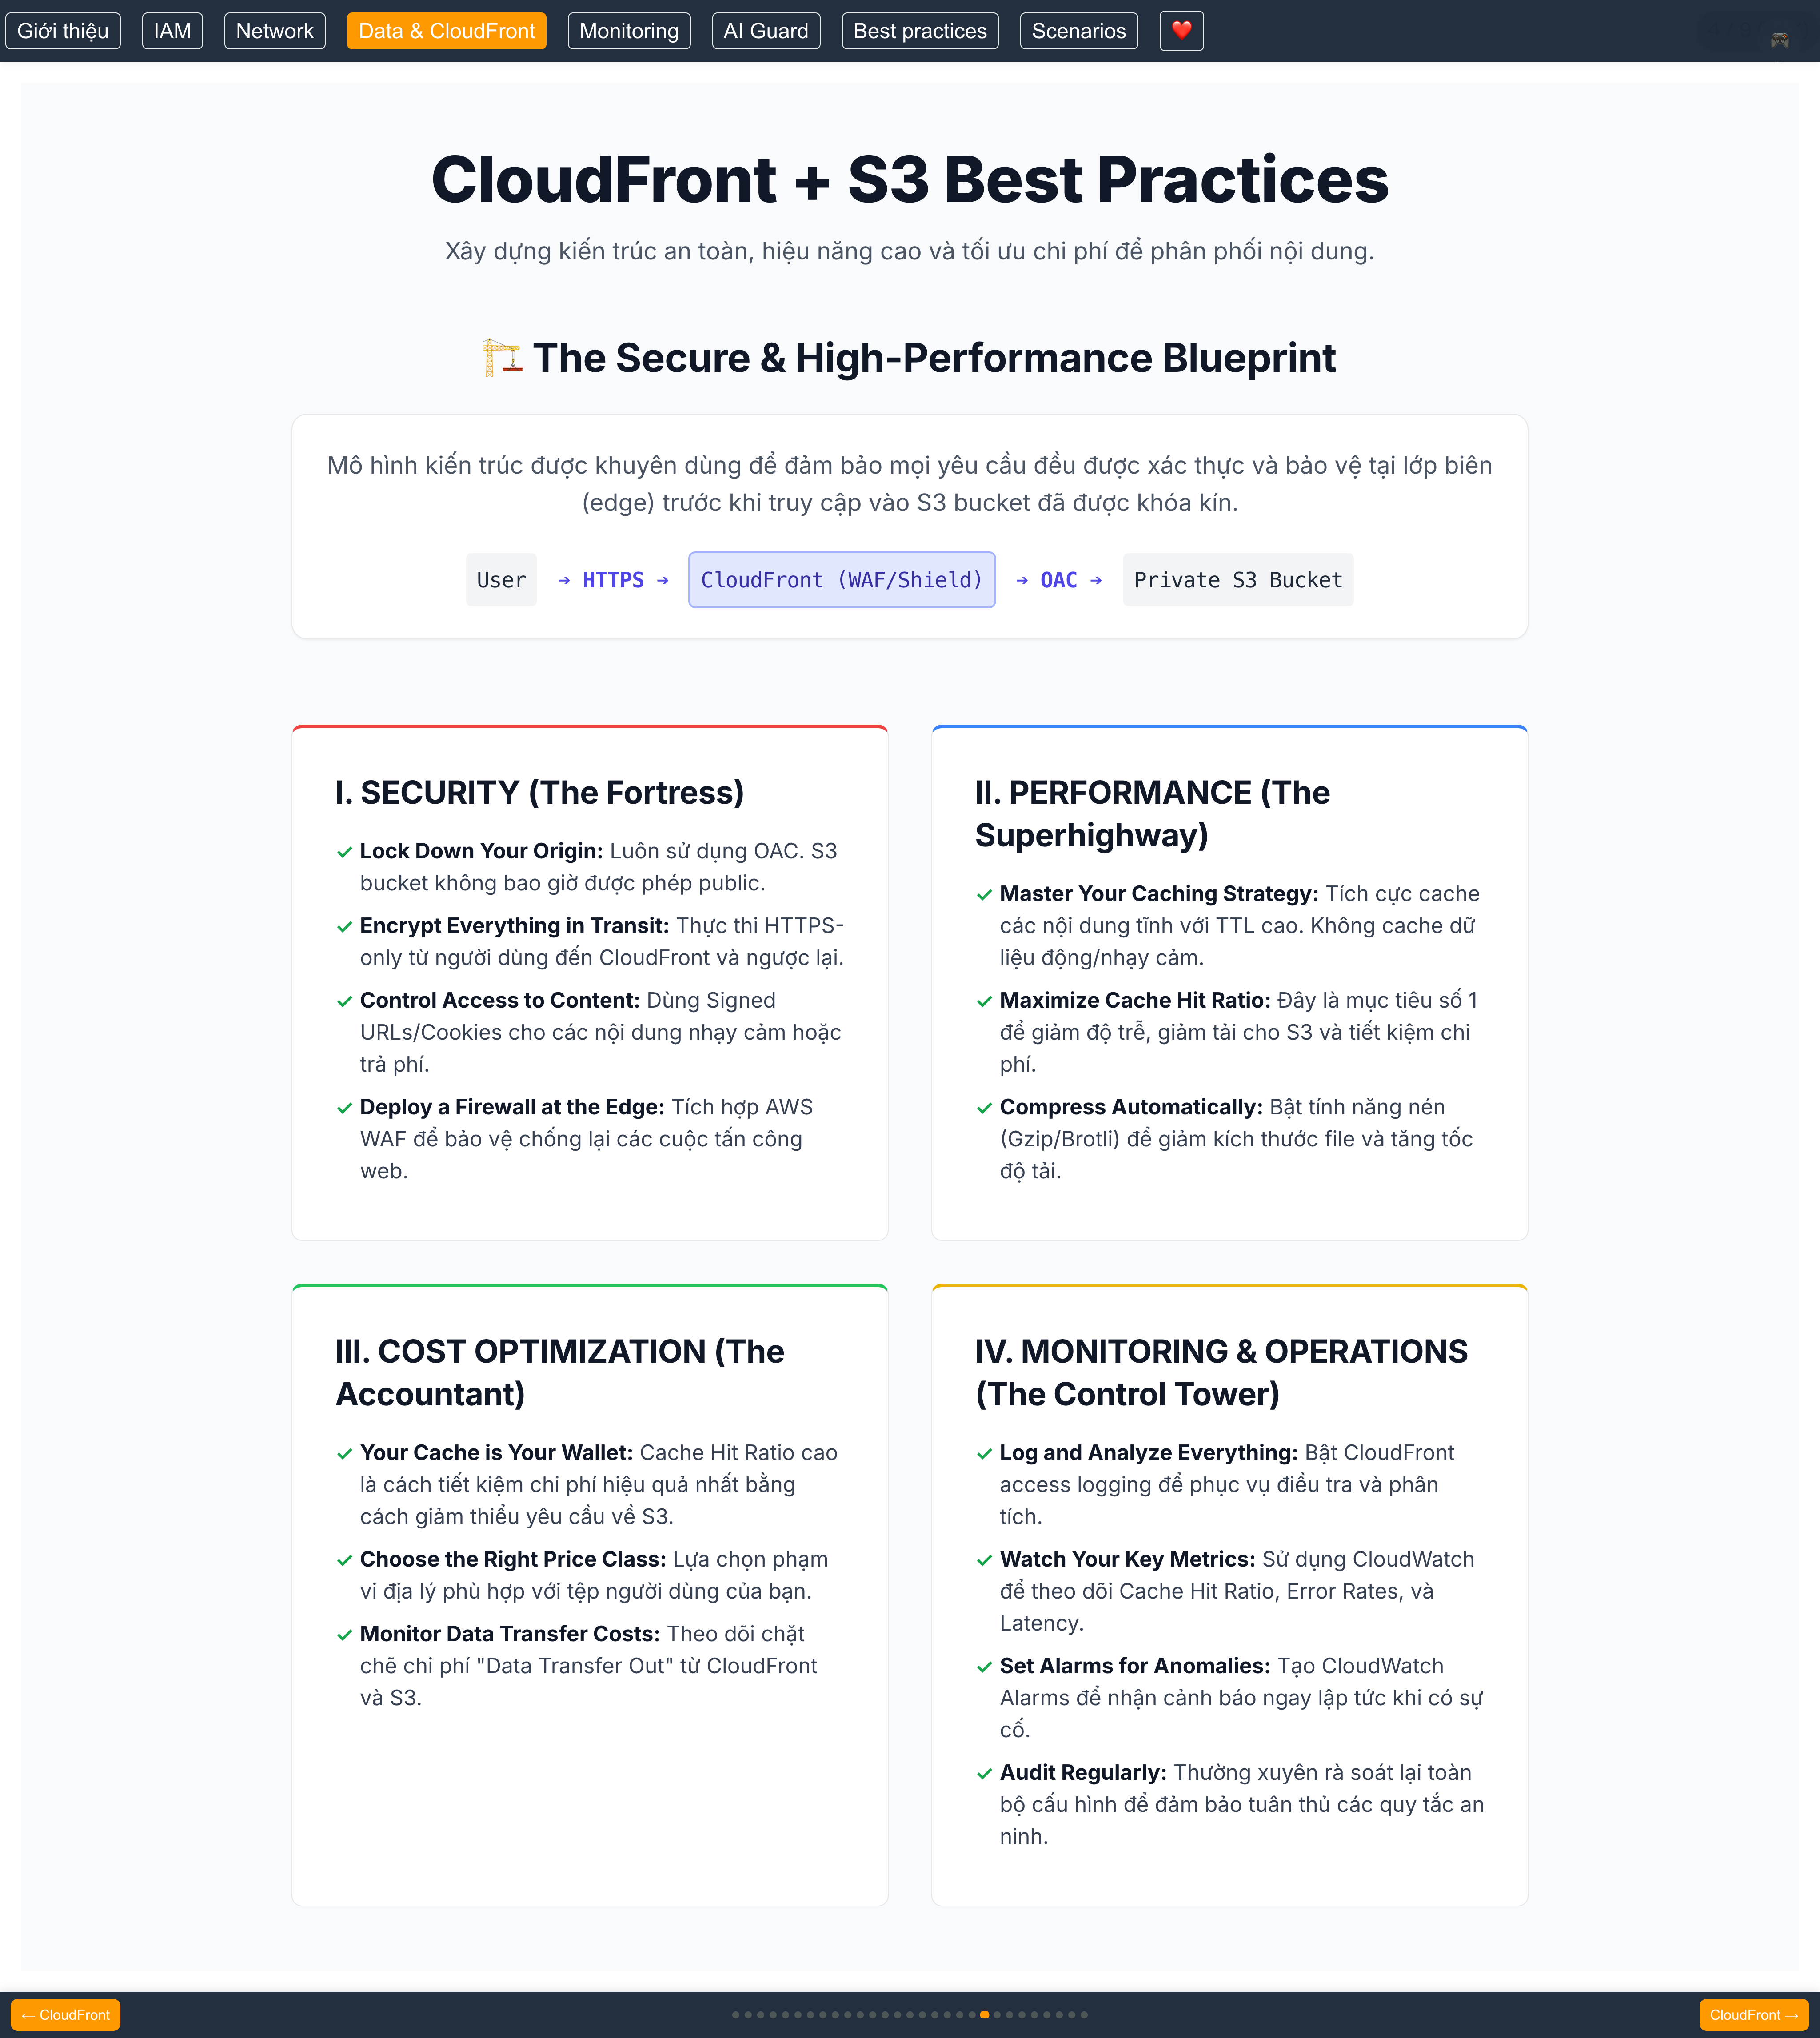 Giới thiệu
IAM
Network
Data & CloudFront
Monitoring
AI Guard
Best practices
Scenarios
CloudFront + S3 Best Practices
Xây dựng kiến trúc an toàn, hiệu năng cao và tối ưu chi phí để phân phối nội dung.
The Secure & High-Performance Blueprint
Mô hình kiến trúc được khuyên dùng để đảm bảo mọi yêu cầu đều được xác thực và bảo vệ tại lớp biên
(edge) trước khi truy cập vào S3 bucket đã được khóa kín.
User → HTTPS → CloudFront (WAF/Shield) → OAC → Private S3 Bucket
I. SECURITY (The Fortress)
✓ Lock Down Your Origin: Luôn sử dụng OAC. S3
bucket không bao giờ được phép public.
✓ Encrypt Everything in Transit: Thực thi HTTPS-
only từ người dùng đến CloudFront và ngược lại.
✓ Control Access to Content: Dùng Signed
URLs/Cookies cho các nội dung nhạy cảm hoặc
trả phí.
✓ Deploy a Firewall at the Edge: Tích hợp AWS
WAF để bảo vệ chống lại các cuộc tấn công
web.
II. PERFORMANCE (The
Superhighway)
✓ Master Your Caching Strategy: Tích cực cache
các nội dung tĩnh với TTL cao. Không cache dữ
liệu động/nhạy cảm.
✓ Maximize Cache Hit Ratio: Đây là mục tiêu số 1
để giảm độ trễ, giảm tải cho S3 và tiết kiệm chi
phí.
✓ Compress Automatically: Bật tính năng nén
(Gzip/Brotli) để giảm kích thước file và tăng tốc
độ tải.
III. COST OPTIMIZATION (The
Accountant)
✓ Your Cache is Your Wallet: Cache Hit Ratio cao
là cách tiết kiệm chi phí hiệu quả nhất bằng
cách giảm thiểu yêu cầu về S3.
✓ Choose the Right Price Class: Lựa chọn phạm
vi địa lý phù hợp với tệp người dùng của bạn.
✓ Monitor Data Transfer Costs: Theo dõi chặt
chẽ chi phí "Data Transfer Out" từ CloudFront
và S3.
IV. MONITORING & OPERATIONS
(The Control Tower)
✓ Log and Analyze Everything: Bật CloudFront
access logging để phục vụ điều tra và phân
tích.
✓ Watch Your Key Metrics: Sử dụng CloudWatch
để theo dõi Cache Hit Ratio, Error Rates, và
Latency.
✓ Set Alarms for Anomalies: Tạo CloudWatch
Alarms để nhận cảnh báo ngay lập tức khi có sự
cố.
✓ Audit Regularly: Thường xuyên rà soát lại toàn
bộ cấu hình để đảm bảo tuân thủ các quy tắc an
ninh.
← CloudFront
CloudFront →